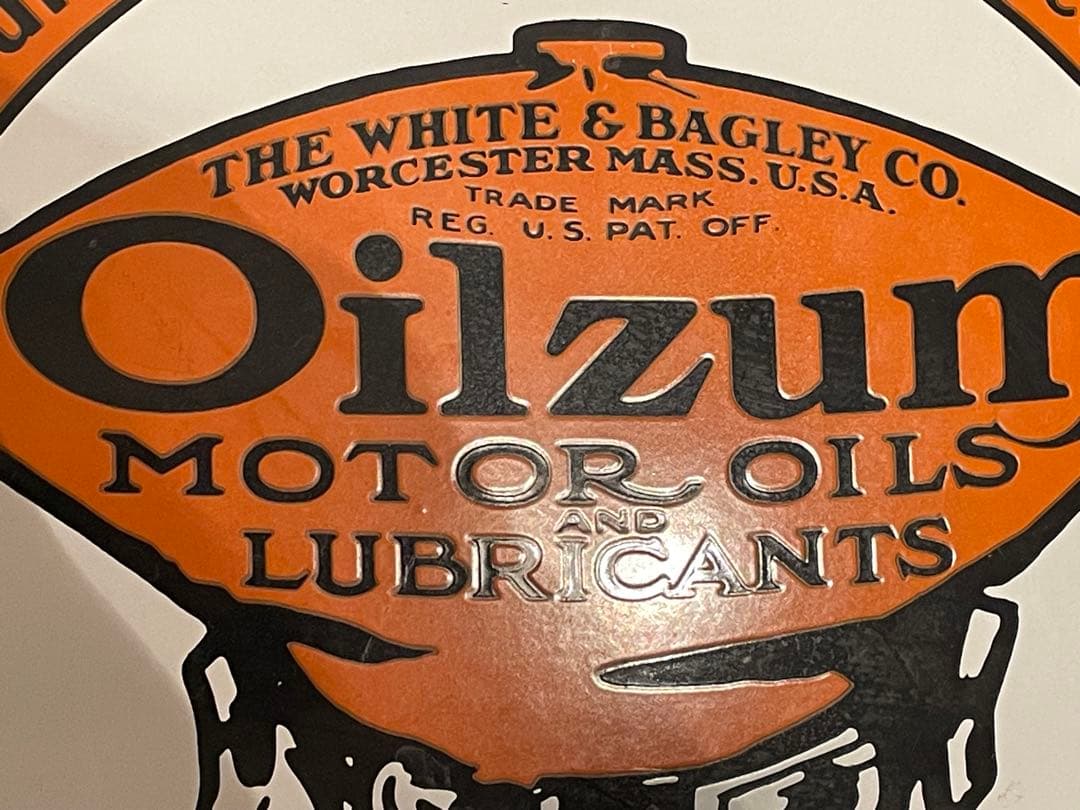 THE WHITE & BAGLEY CO.
WORCESTER MASS. U.S.A.
TRADE MARK
REG. U.S. PAT. OFF.
Oilzum
MOTOR OILS
AND
LUBRICANTS